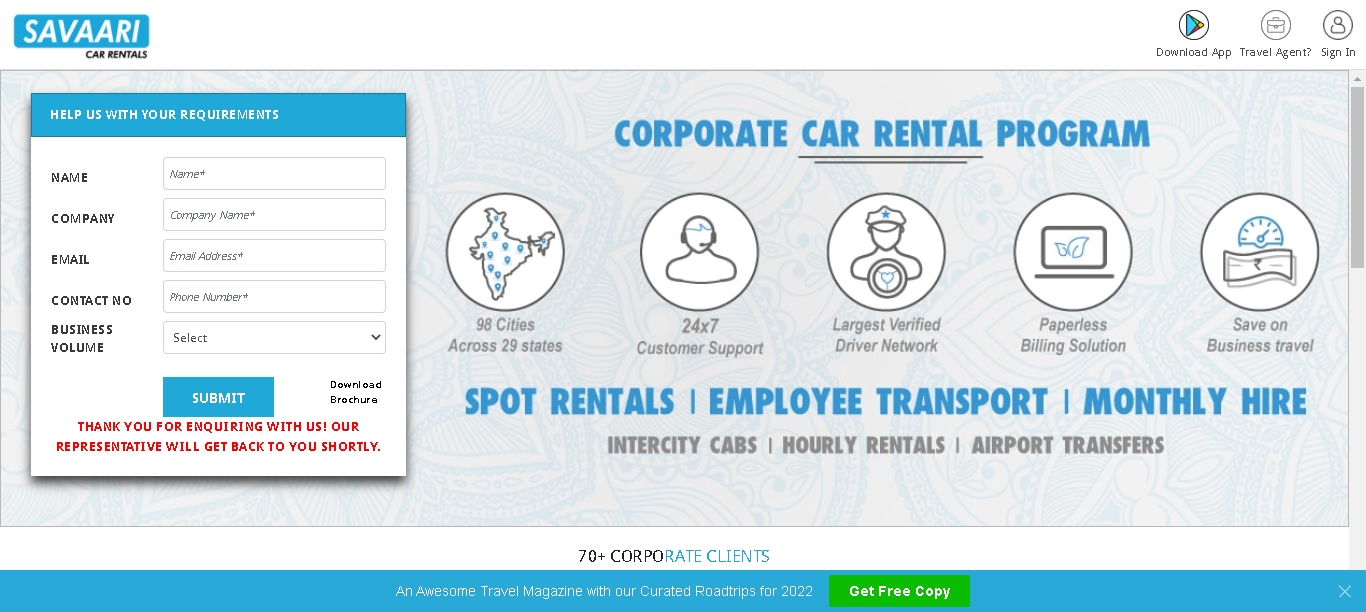 SAVAARI
CAR RENTALS
Download App
Travel Agent?
Sign In
HELP US WITH YOUR REQUIREMENTS
NAME
Name*
COMPANY
Company Name*
EMAIL
Email Address*
CONTACT NO
Phone Number*
BUSINESS
VOLUME
Select
SUBMIT
Download
Brochure
THANK YOU FOR ENQUIRING WITH US! OUR
REPRESENTATIVE WILL GET BACK TO YOU SHORTLY.
CORPORATE CAR RENTAL PROGRAM
₹
98 Cities
Across 29 states
24x7
Customer Support
Largest Verified
Driver Network
Paperless
Billing Solution
Save on
Business travel
SPOT RENTALS | EMPLOYEE TRANSPORT | MONTHLY HIRE
INTERCITY CABS | HOURLY RENTALS | AIRPORT TRANSFERS
70+ CORPORATE CLIENTS
An Awesome Travel Magazine with our Curated Roadtrips for 2022
Get Free Copy